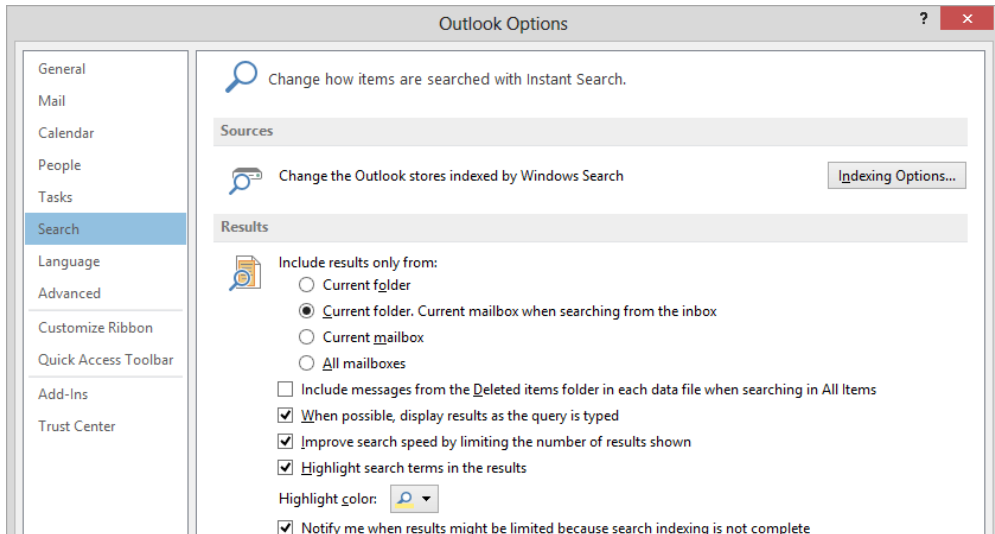 Outlook Options
?
General
Mail
Calendar
People
Tasks
Search
Language
Advanced
Customize Ribbon
Quick Access Toolbar
Add-Ins
Trust Center
Change how items are searched with Instant Search.
Sources
Change the Outlook stores indexed by Windows Search
Indexing Options...
Results
Include results only from:
Current folder
Current folder. Current mailbox when searching from the inbox
Current mailbox
All mailboxes
Include messages from the Deleted items folder in each data file when searching in All Items
When possible, display results as the query is typed
Improve search speed by limiting the number of results shown
Highlight search terms in the results
Highlight color:
Notify me when results might be limited because search indexing is not complete